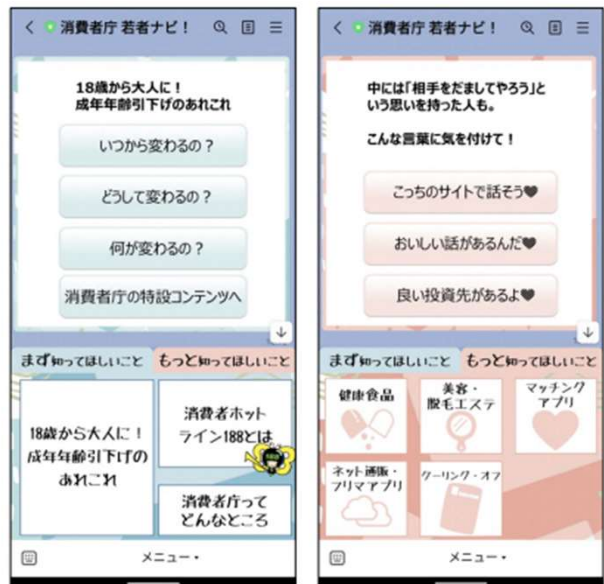 消費者庁 若者ナビ!
18歳から大人に!
成年年齢引下げのあれこれ
いつから変わるの?
どうして変わるの?
何が変わるの?
消費者庁の特設コンテンツへ
まず知ってほしいこと
もっと知ってほしいこと
18歳から大人に!
成年年齢引下げの
あれこれ
消費者ホット
ライン188とは
消費者庁って
どんなところ
メニュー・
消費者庁 若者ナビ!
中には「相手をだましてやろう」と
いう思いを持った人も。
こんな言葉に気を付けて!
こっちのサイトで話そう♥
おいしい話があるんだ♥
良い投資先があるよ♥
まず知ってほしいこと
もっと知ってほしいこと
健康食品
美容・
脱毛エステ
マッチング
アプリ
ネット通販・
フリマアプリ
クーリング・オフ
メニュー・